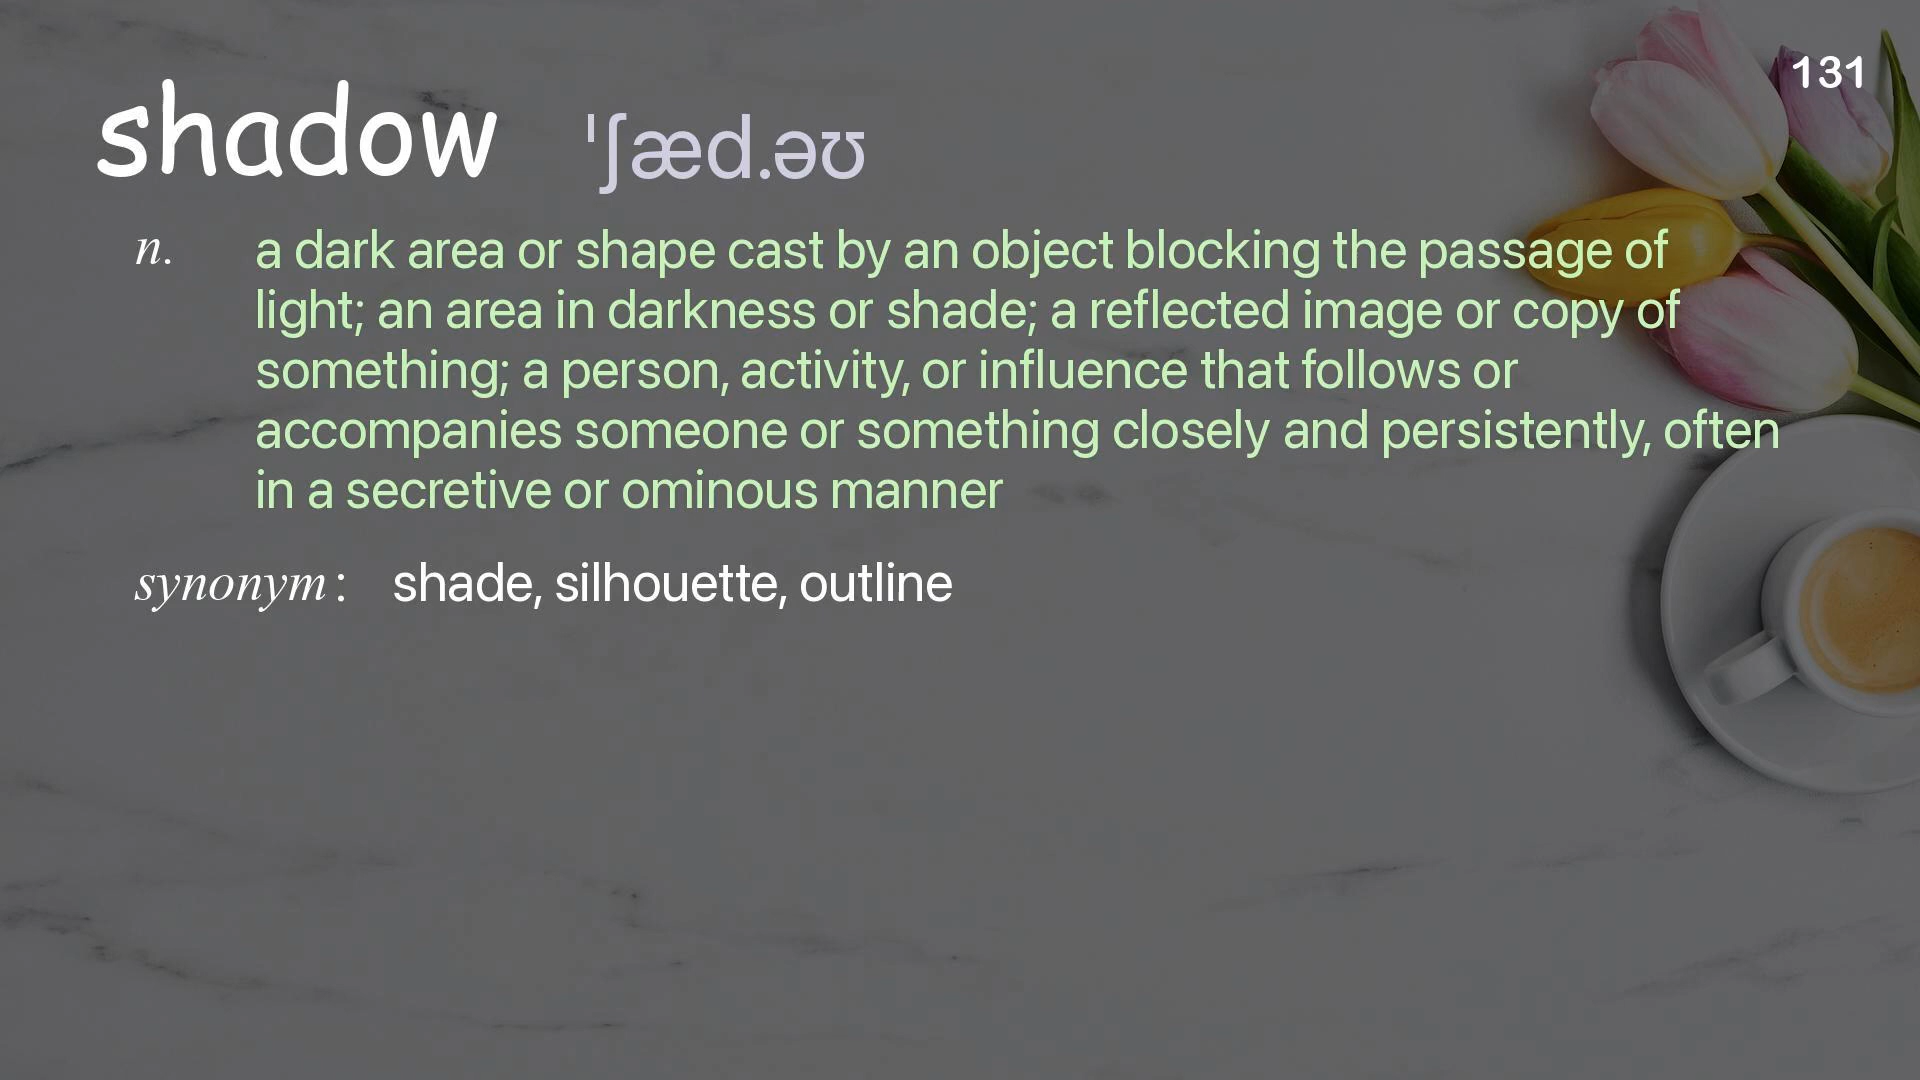 131
shadow ˈʃæd.əʊ
n. a dark area or shape cast by an object blocking the passage of
light; an area in darkness or shade; a reflected image or copy of
something; a person, activity, or influence that follows or
accompanies someone or something closely and persistently, often
in a secretive or ominous manner
synonym : shade, silhouette, outline